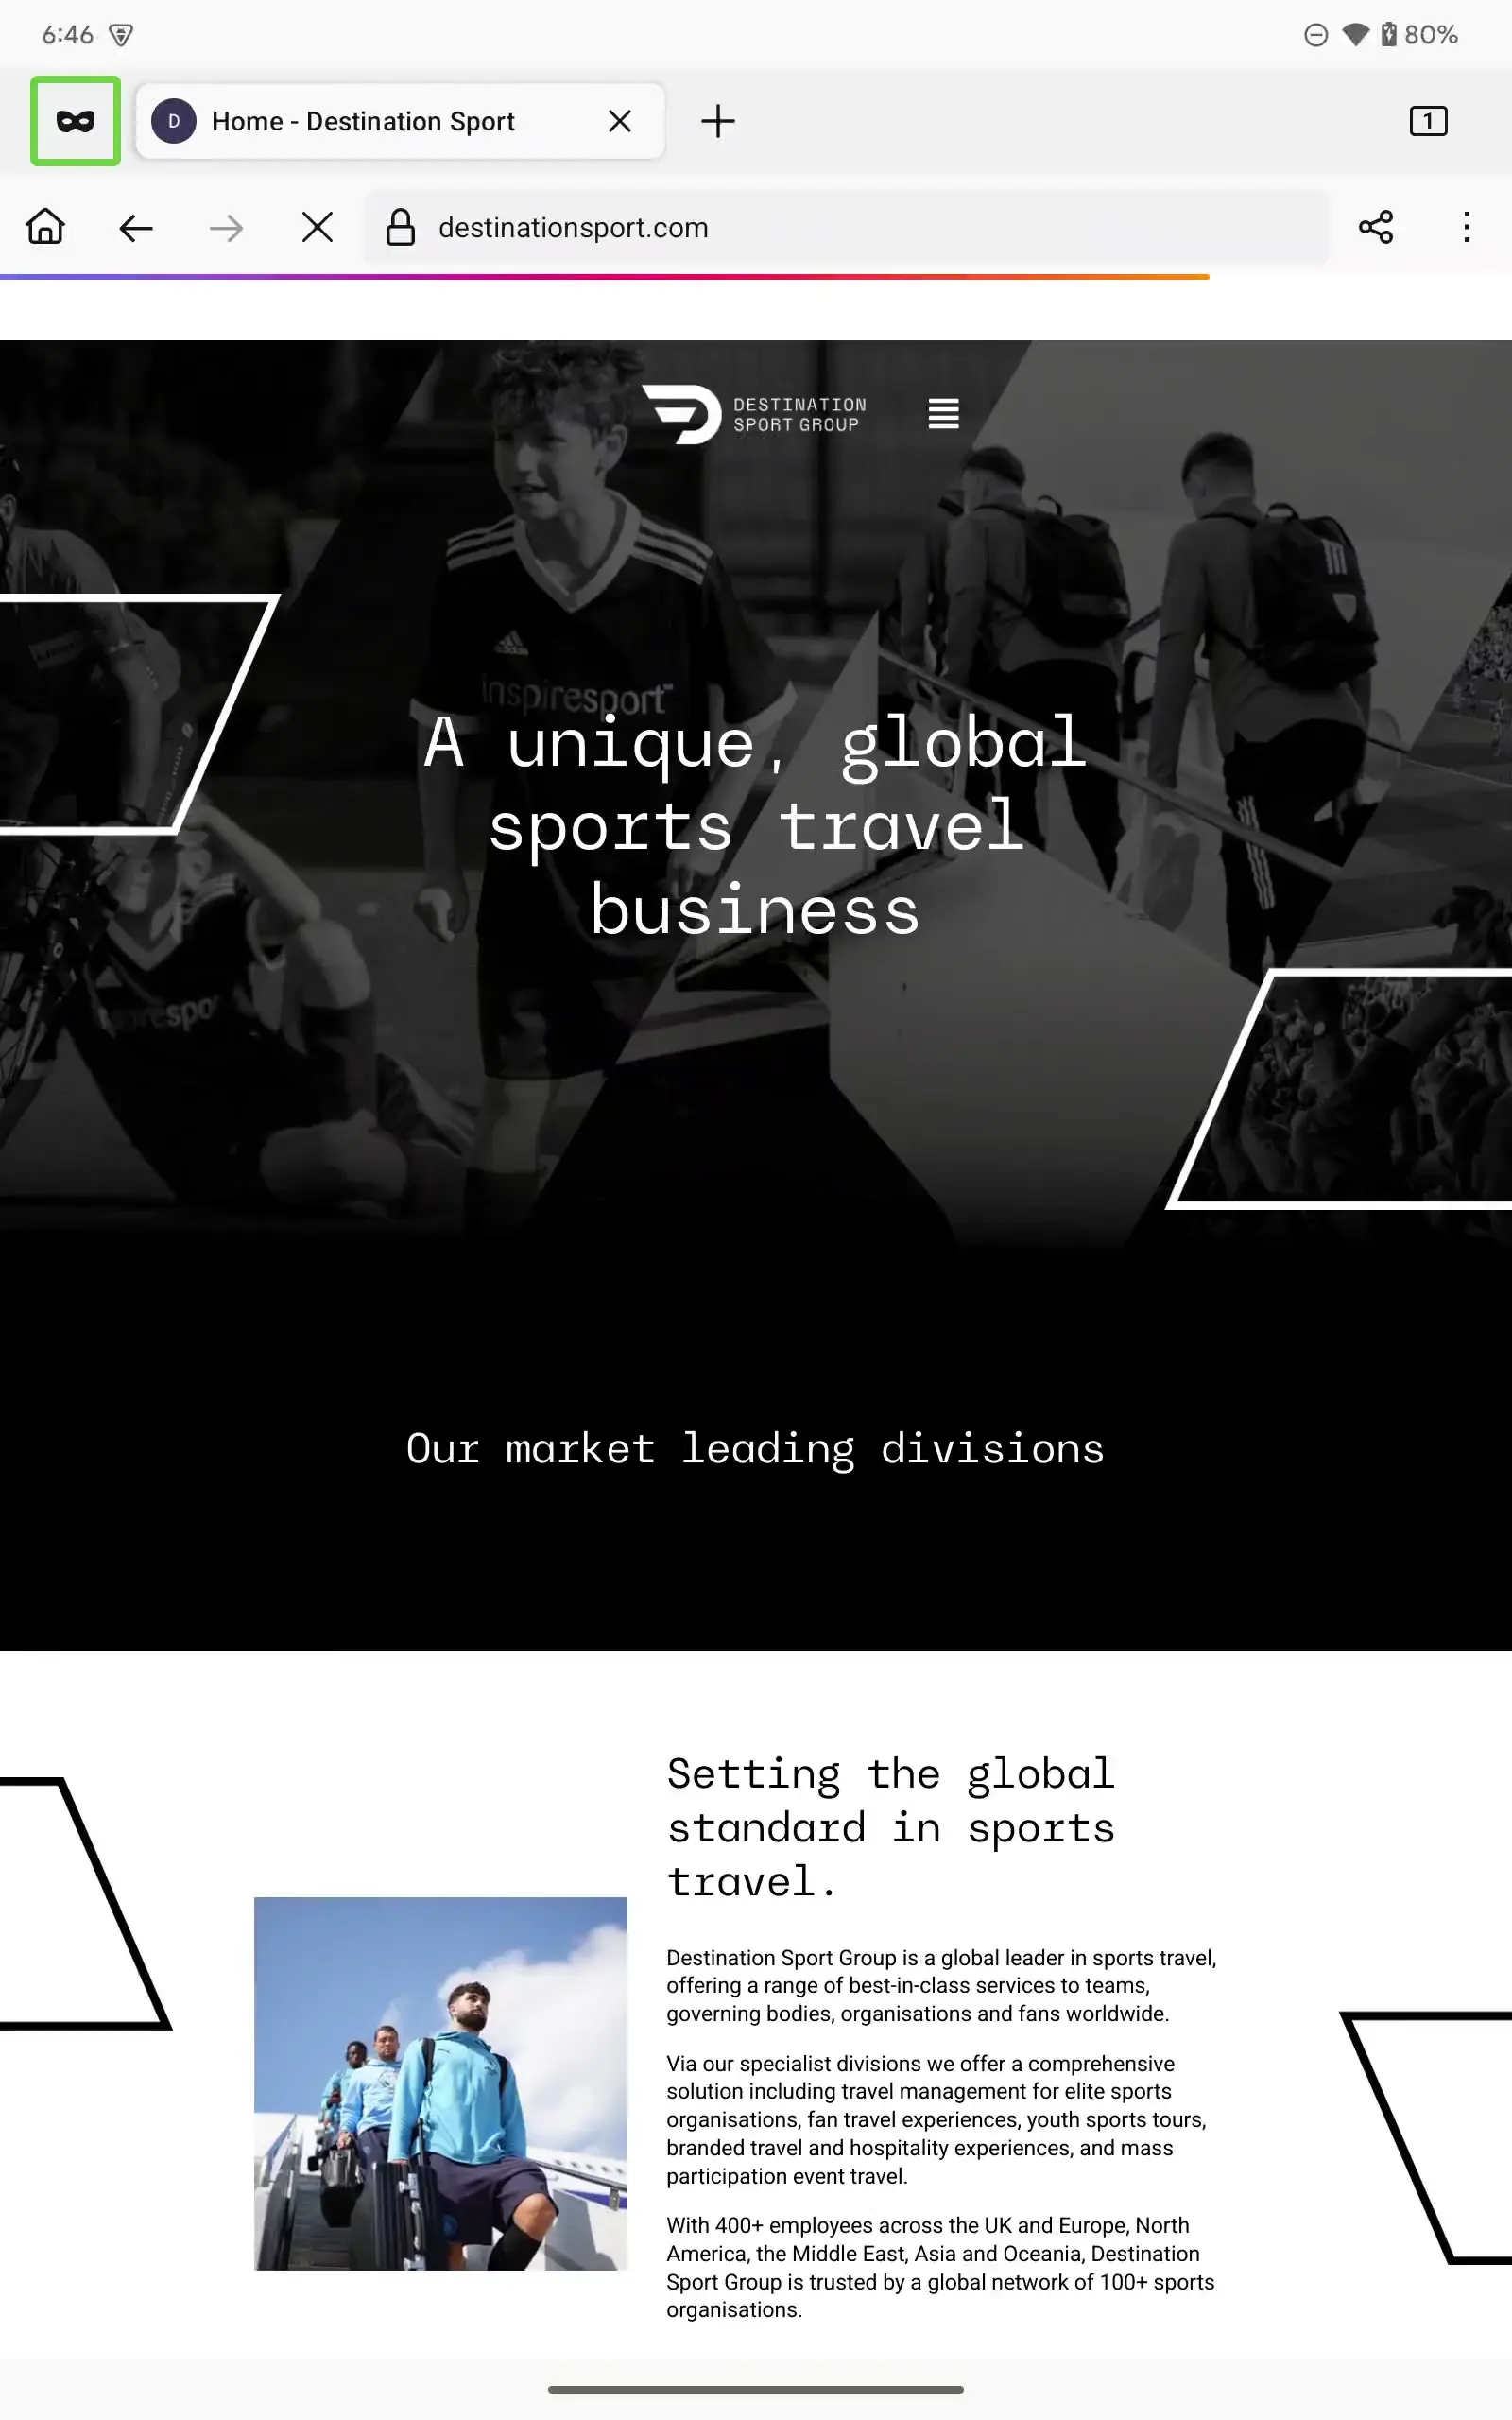 6:46
80%
D
Home - Destination Sport
1
destinationsport.com
DESTINATION
SPORT GROUP
inspiresport™
A unique, global
sports travel
business
Our market leading divisions
Setting the global
standard in sports
travel.
Destination Sport Group is a global leader in sports travel,
offering a range of best-in-class services to teams,
governing bodies, organisations and fans worldwide.
Via our specialist divisions we offer a comprehensive
solution including travel management for elite sports
organisations, fan travel experiences, youth sports tours,
branded travel and hospitality experiences, and mass
participation event travel.
With 400+ employees across the UK and Europe, North
America, the Middle East, Asia and Oceania, Destination
Sport Group is trusted by a global network of 100+ sports
organisations.